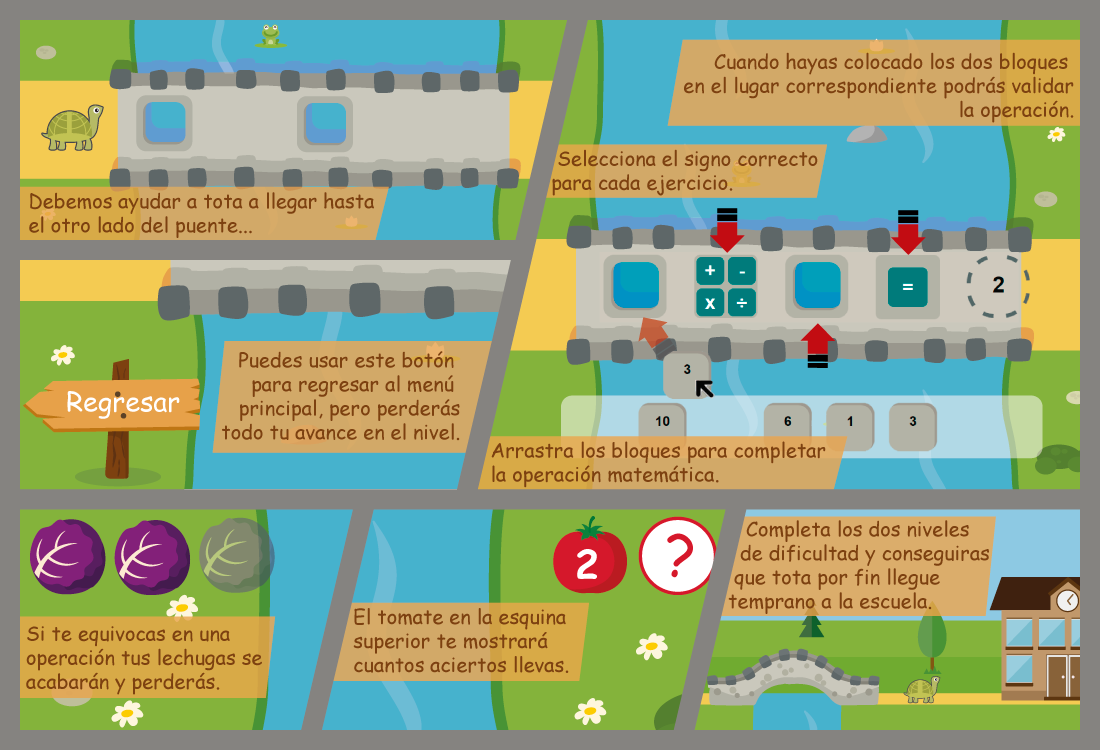 Debemos ayudar a tota a llegar hasta
el otro lado del puente...
Cuando hayas colocado los dos bloques
en el lugar correspondiente podrás validar
la operación.
Selecciona el signo correcto
para cada ejercicio.
+ -
x ÷
=
2
3
10 6 1 3
Arrastra los bloques para completar
la operación matemática.
Regresar
Puedes usar este botón
para regresar al menú
principal, pero perderás
todo tu avance en el nivel.
Si te equivocas en una
operación tus lechugas se
acabarán y perderás.
2 ?
El tomate en la esquina
superior te mostrará
cuantos aciertos llevas.
Completa los dos niveles
de dificultad y conseguiras
que tota por fin llegue
temprano a la escuela.